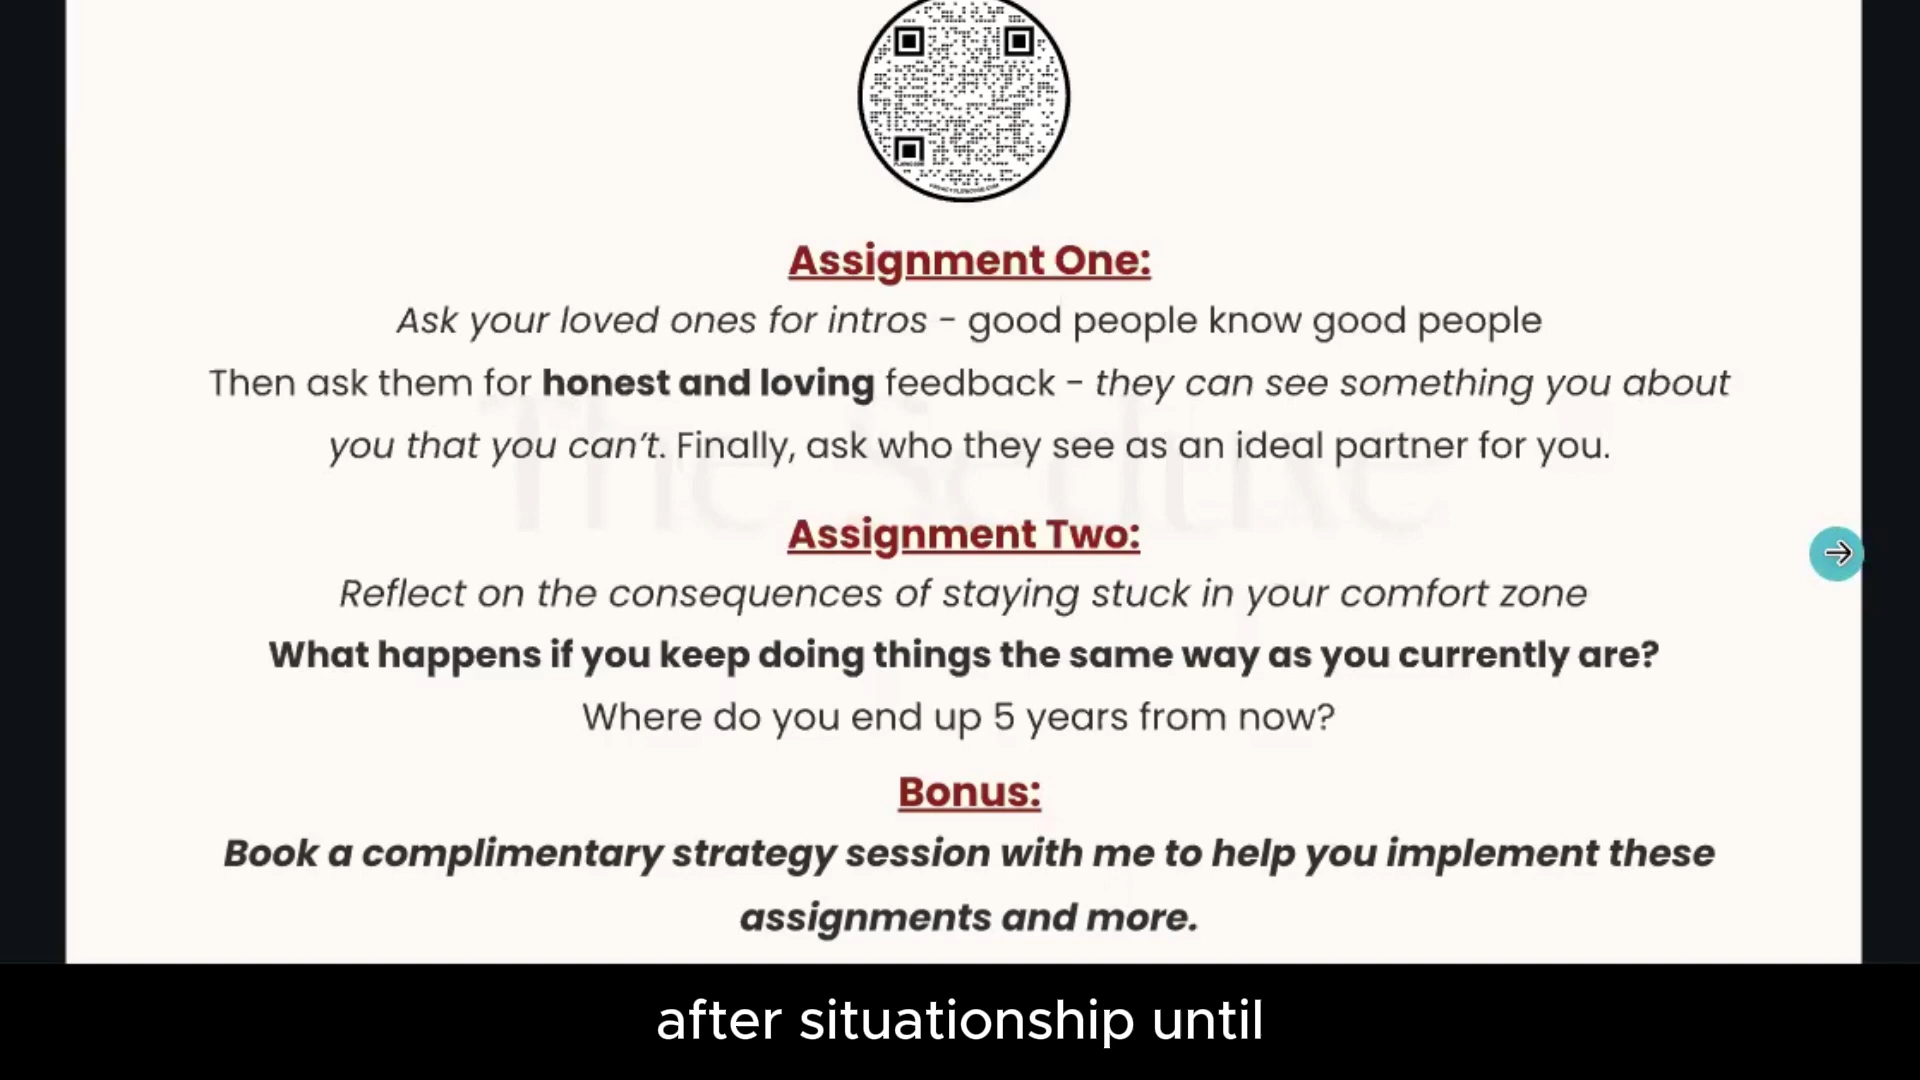 Assignment One:
Ask your loved ones for intros - good people know good people
Then ask them for honest and loving feedback - they can see something you about
you that you can't. Finally, ask who they see as an ideal partner for you.
The Seduxe
Assignment Two:
Reflect on the consequences of staying stuck in your comfort zone
What happens if you keep doing things the same way as you currently are?
Where do you end up 5 years from now?
Bonus:
Book a complimentary strategy session with me to help you implement these
assignments and more.
after situationship until